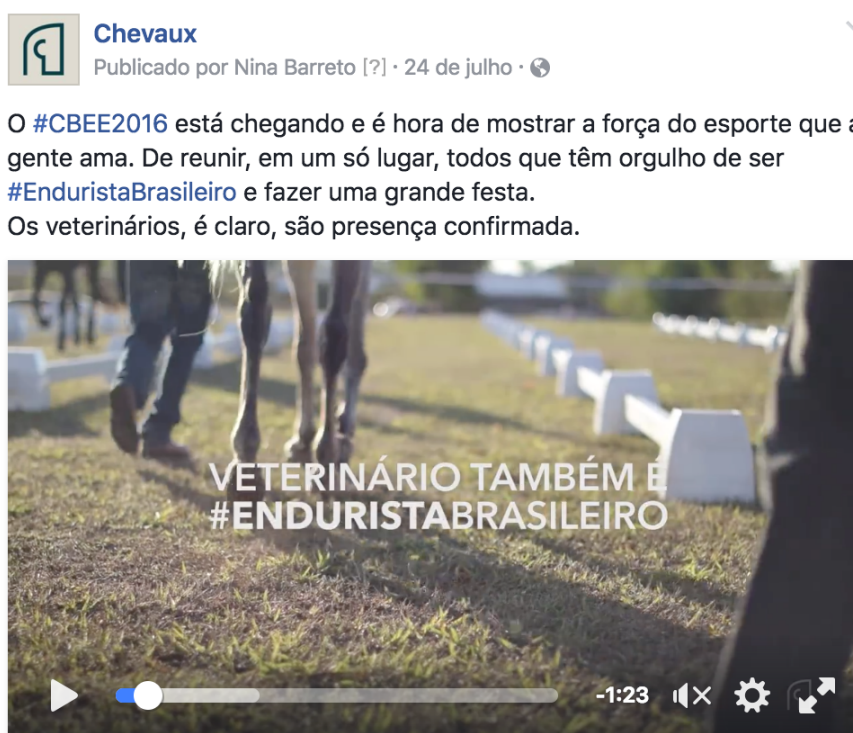 Chevaux
Publicado por Nina Barreto [?] · 24 de julho ·
O #CBEE2016 está chegando e é hora de mostrar a força do esporte que a
gente ama. De reunir, em um só lugar, todos que têm orgulho de ser
#EnduristaBrasileiro e fazer uma grande festa.
Os veterinários, é claro, são presença confirmada.
VETERINÁRIO TAMBÉM É
#ENDURISTABRASILEIRO
-1:23